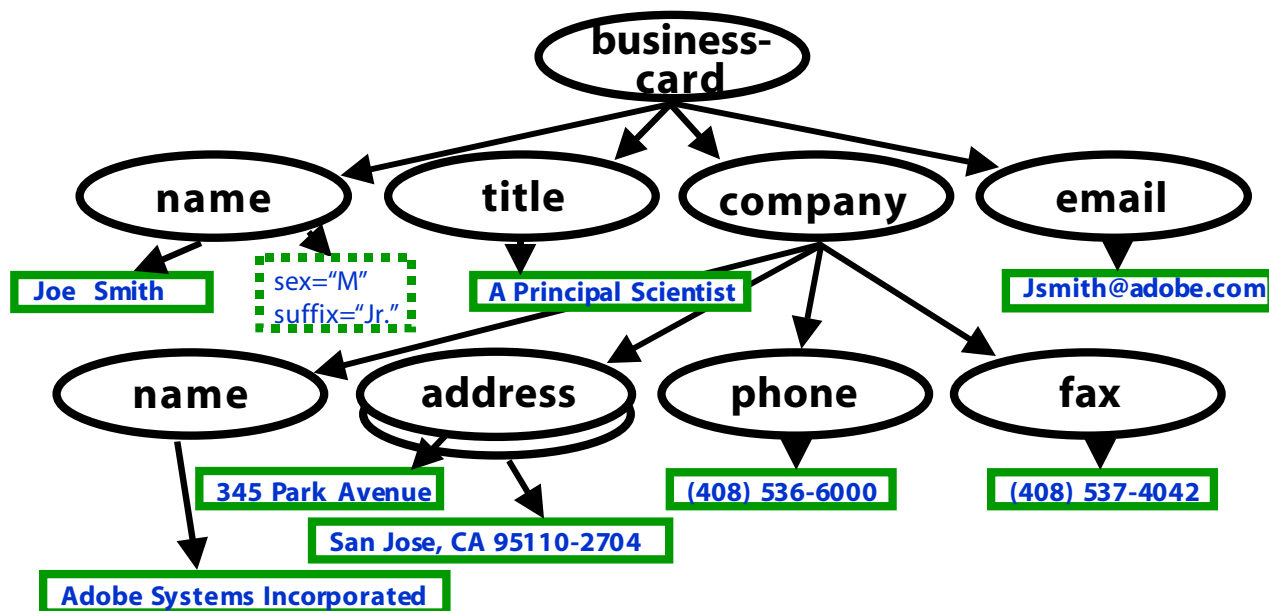 business-
card
name
title
company
email
Joe Smith
sex=“M”
suffix=“Jr.”
A Principal Scientist
Jsmith@adobe.com
name
address
phone
fax
345 Park Avenue
(408) 536-6000
(408) 537-4042
San Jose, CA 95110-2704
Adobe Systems Incorporated